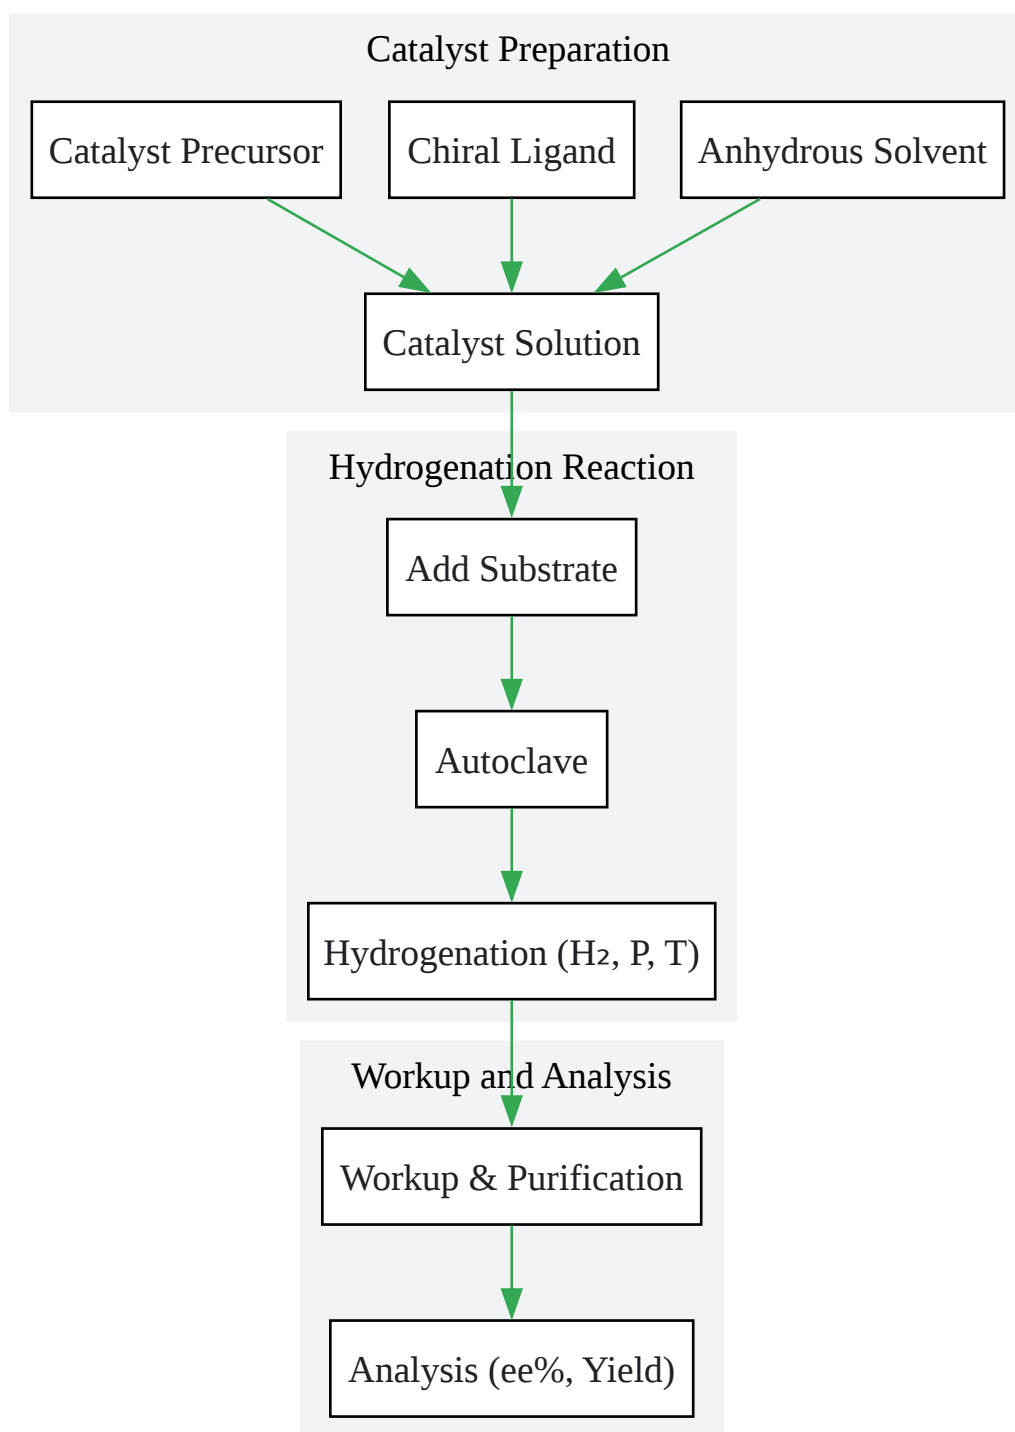 Catalyst Preparation
Catalyst Precursor
Chiral Ligand
Anhydrous Solvent
Catalyst Solution
Hydrogenation Reaction
Add Substrate
Autoclave
Hydrogenation (H₂, P, T)
Workup and Analysis
Workup & Purification
Analysis (ee%, Yield)